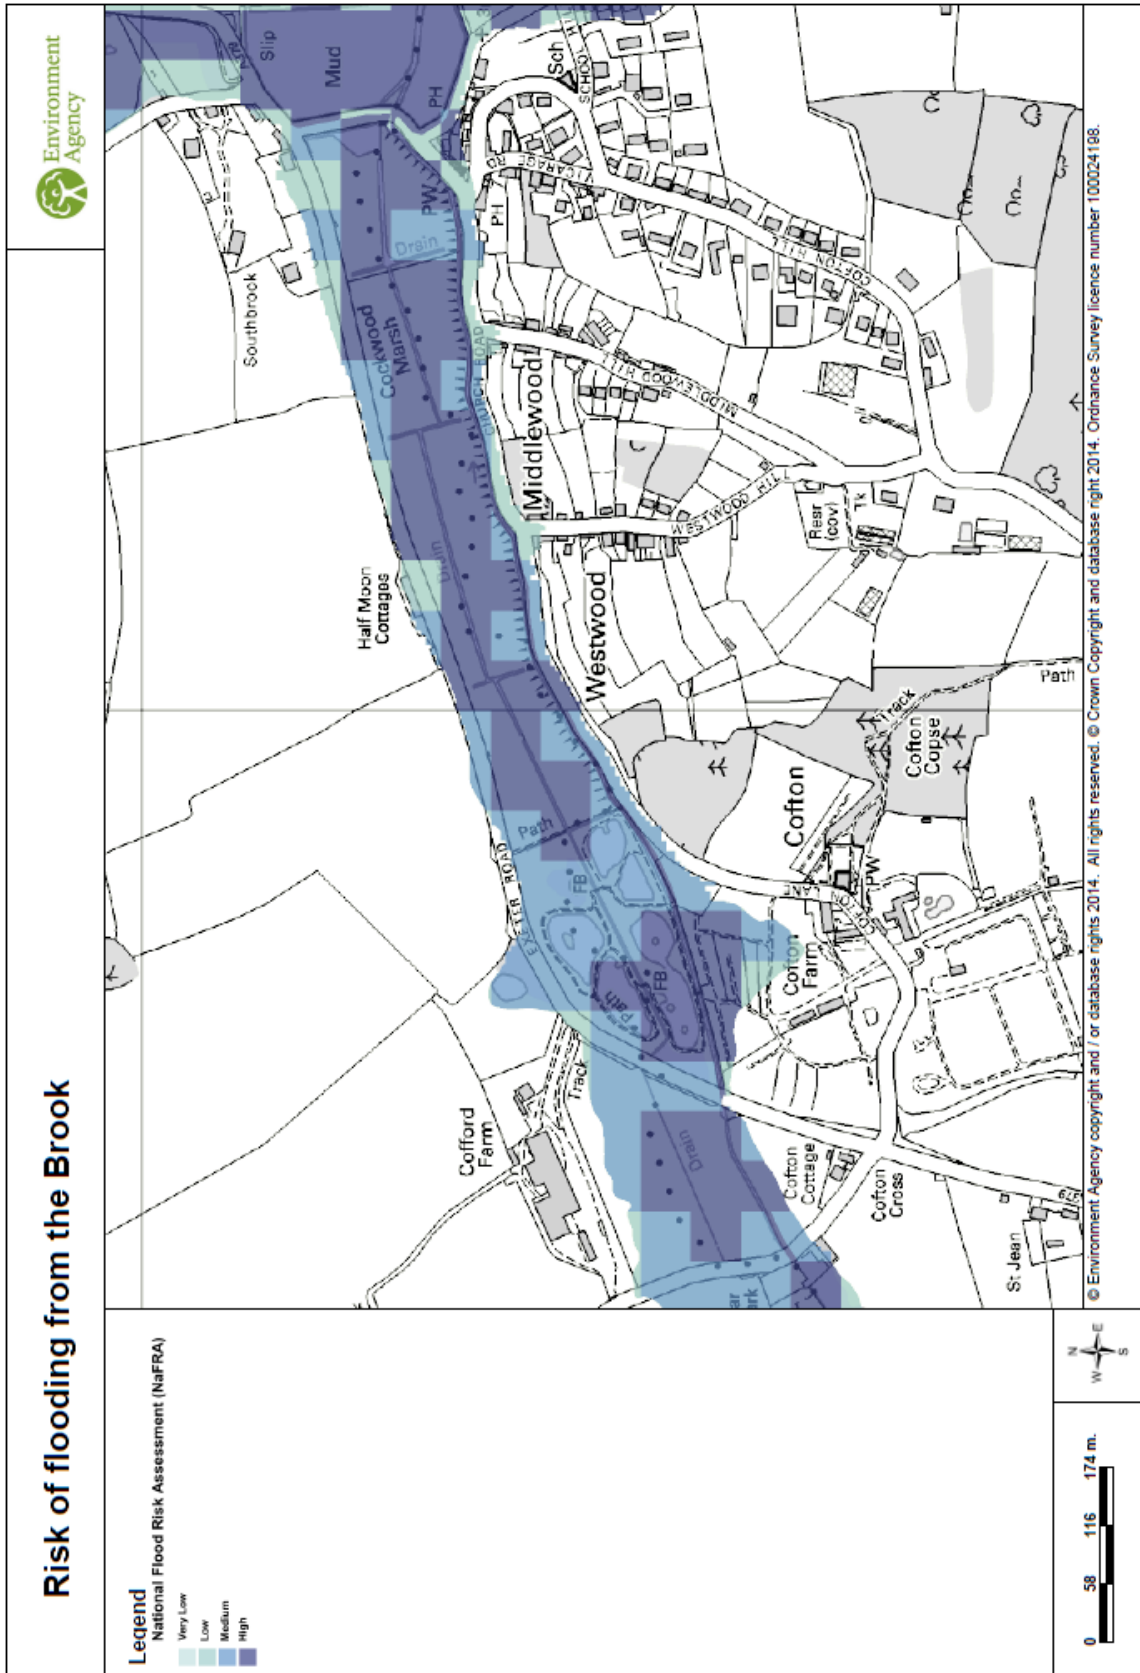 Risk of flooding from the Brook
Environment
Agency
Legend
National Flood Risk Assessment (NaFRA)
Very Low
Low
Medium
High
Slip
Mud
PH
Sch
SCHOOL
Southbrook
Cockwood
Marsh
Drain
PW
PH
VICARAGE RD
COFTON HILL
CHURCH ROAD
Middlewood
MIDDLEWOOD HILL
Half Moon
Cottages
Drain
Westwood
WESTWOOD HILL
Resr
(cov)
Tk
Path
Track
Cofton
Copse
Cofton
Path
EXETER ROAD
FB
Path
FB
PW
Cofton
Farm
Cofford
Farm
Track
Drain
Cofton
Cottage
Cofton
Cross
St Jean
0 58 116 174 m.
N
W E
S
© Environment Agency copyright and / or database rights 2014. All rights reserved. © Crown Copyright and database right 2014. Ordnance Survey licence number 100024198.